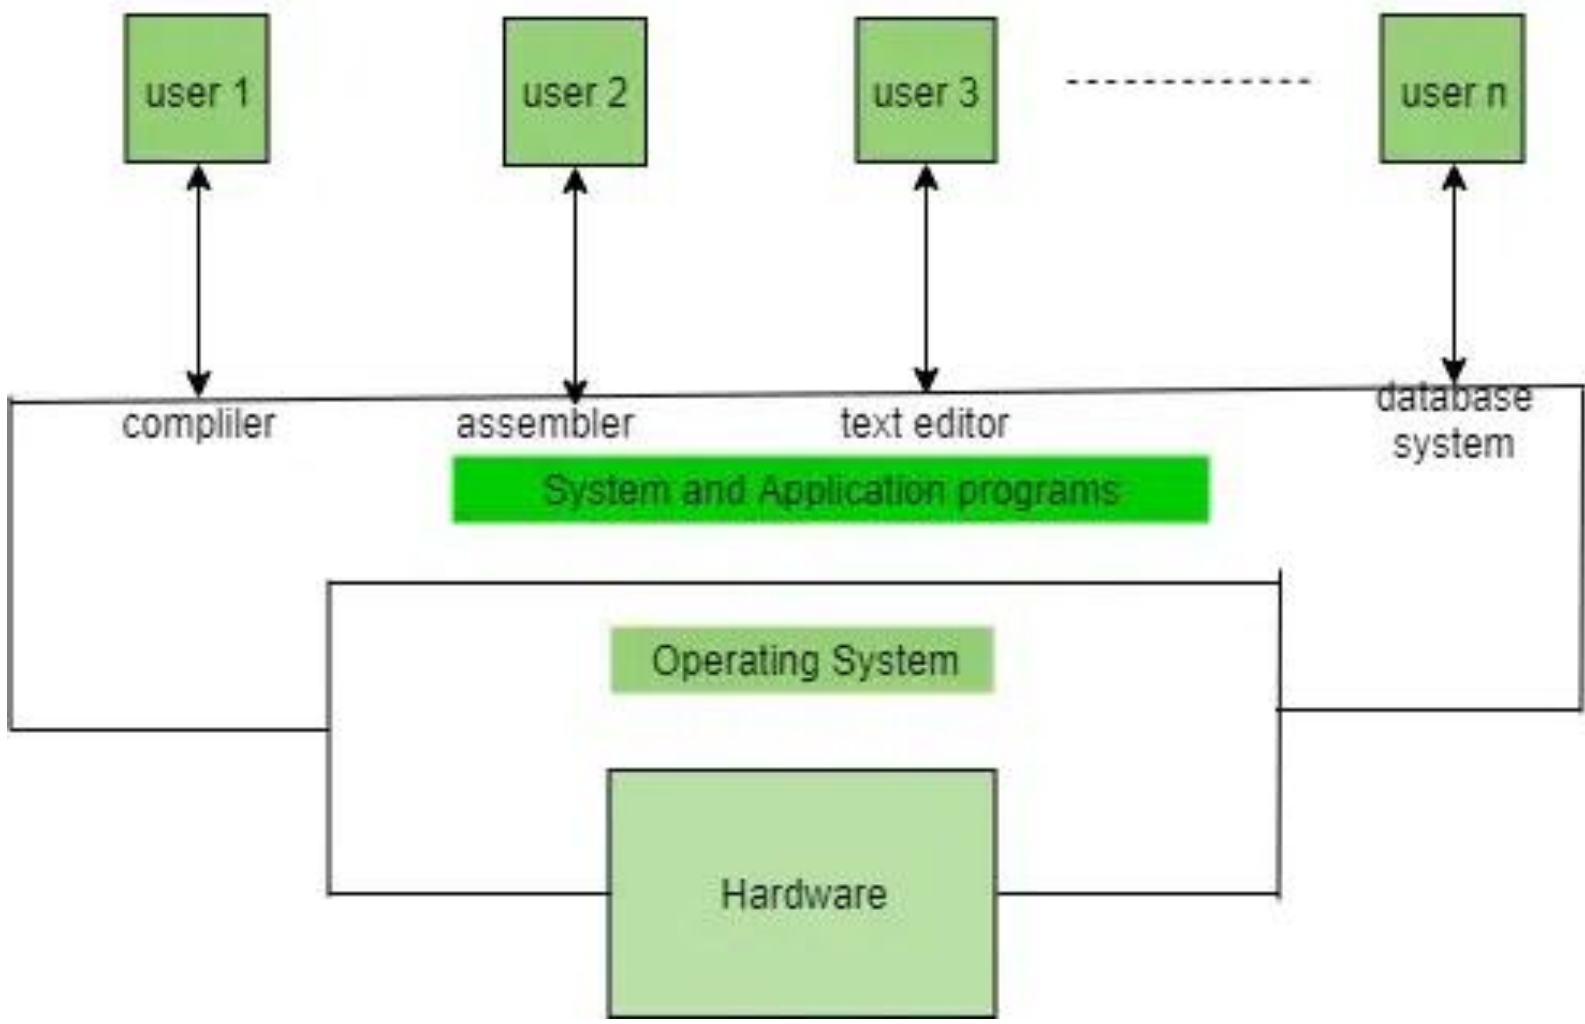 user 1
user 2
user 3
user n
compliler
assembler
text editor
database
system
System and Application programs
Operating System
Hardware